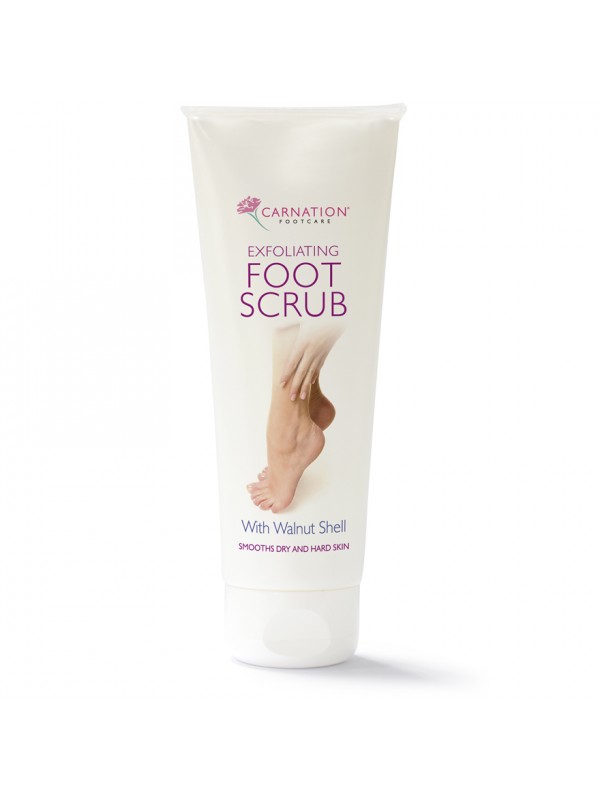 CARNATION®
FOOTCARE
EXFOLIATING
FOOT
SCRUB
With Walnut Shell
SMOOTHS DRY AND HARD SKIN